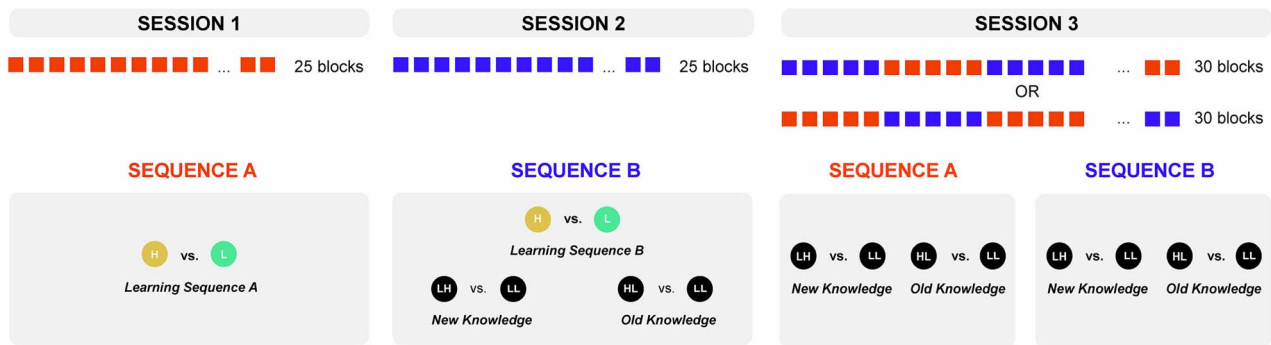 SESSION 1
... 25 blocks
SEQUENCE A
H vs. L
Learning Sequence A
SESSION 2
... 25 blocks
SEQUENCE B
H vs. L
Learning Sequence B
LH vs. LL HL vs. LL
New Knowledge Old Knowledge
SESSION 3
... 30 blocks
OR
... 30 blocks
SEQUENCE A SEQUENCE B
LH vs. LL HL vs. LL LH vs. LL HL vs. LL
New Knowledge Old Knowledge New Knowledge Old Knowledge